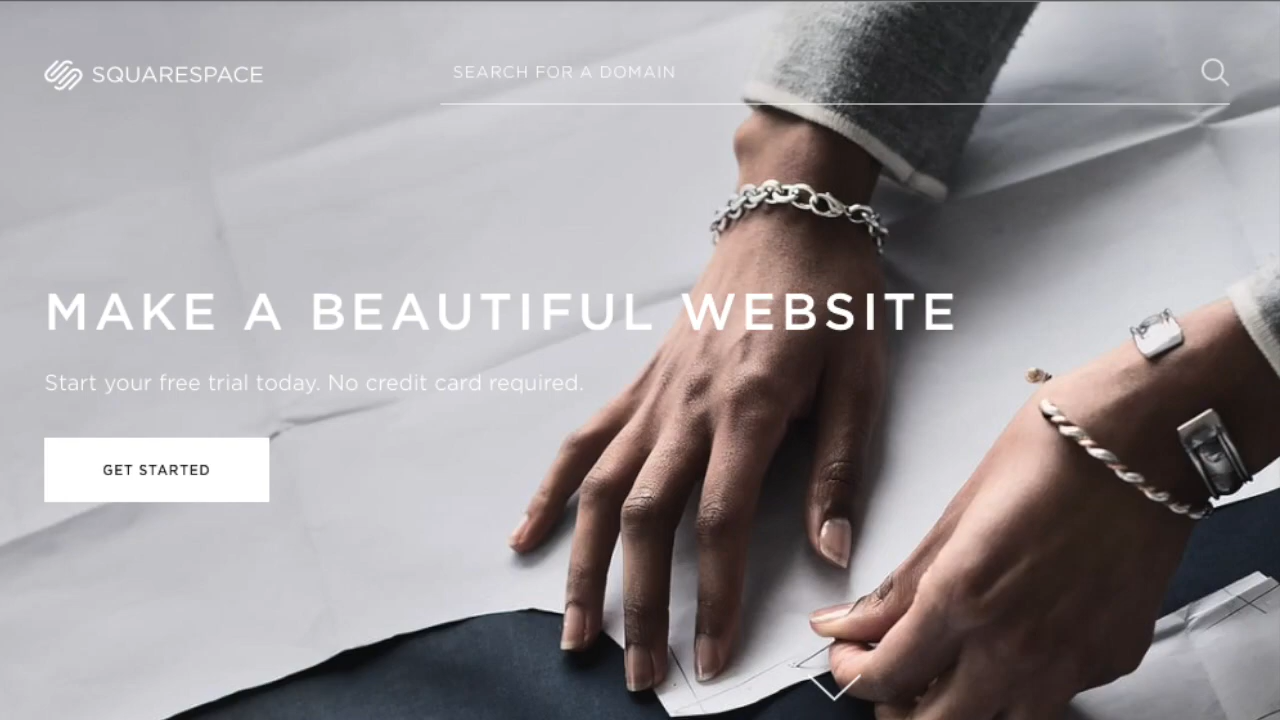 SQUARESPACE
SEARCH FOR A DOMAIN
MAKE A BEAUTIFUL WEBSITE
Start your free trial today. No credit card required.
GET STARTED